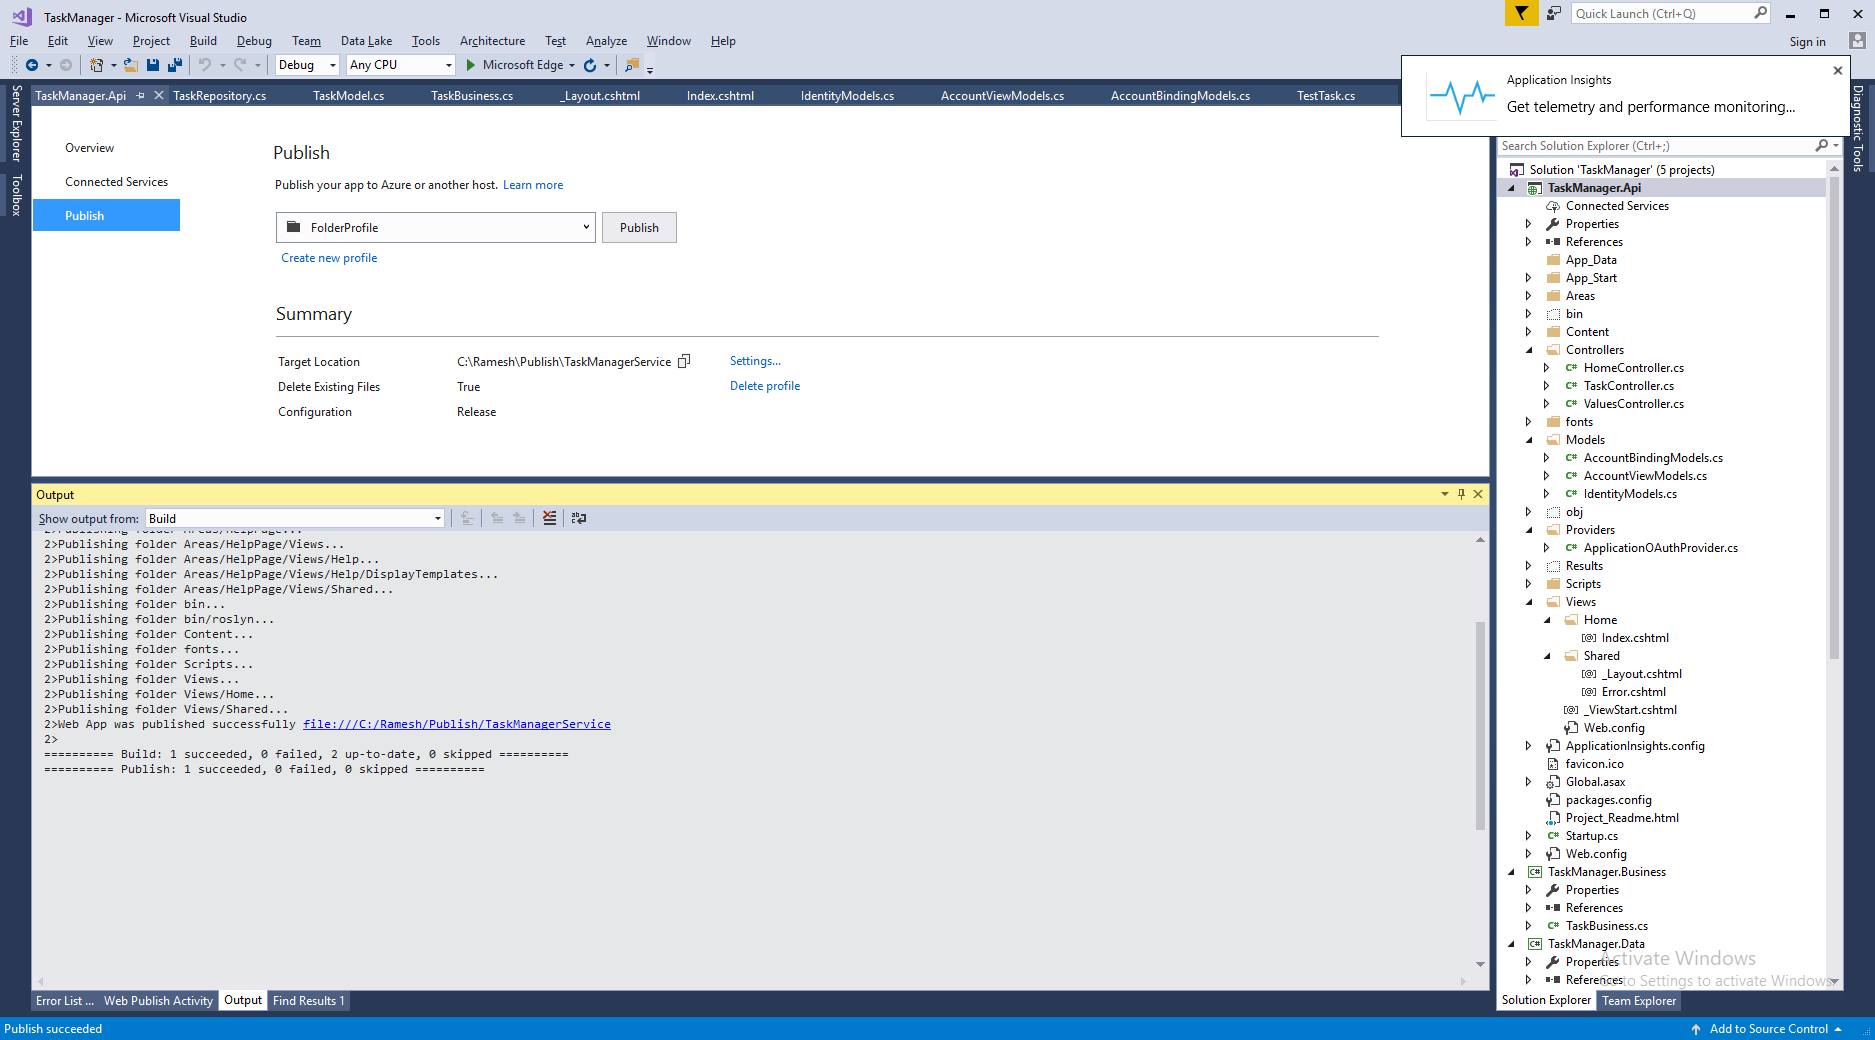 TaskManager - Microsoft Visual Studio
Quick Launch (Ctrl+Q)
File Edit View Project Build Debug Team Data Lake Tools Architecture Test Analyze Window Help
Sign in
Debug Any CPU Microsoft Edge
Server Explorer
Toolbox
TaskManager.Api TaskRepository.cs TaskModel.cs TaskBusiness.cs _Layout.cshtml Index.cshtml IdentityModels.cs AccountViewModels.cs AccountBindingModels.cs TestTask.cs
Application Insights
Get telemetry and performance monitoring...
Diagnostic Tools
Overview
Connected Services
Publish
Publish
Publish your app to Azure or another host. Learn more
FolderProfile
Publish
Create new profile
Summary
Target Location C:\Ramesh\Publish\TaskManagerService Settings...
Delete Existing Files True Delete profile
Configuration Release
Output
Show output from: Build
2>Publishing folder Areas/HelpPage...
2>Publishing folder Areas/HelpPage/Views...
2>Publishing folder Areas/HelpPage/Views/Help...
2>Publishing folder Areas/HelpPage/Views/Help/DisplayTemplates...
2>Publishing folder Areas/HelpPage/Views/Shared...
2>Publishing folder bin...
2>Publishing folder bin/roslyn...
2>Publishing folder Content...
2>Publishing folder fonts...
2>Publishing folder Scripts...
2>Publishing folder Views...
2>Publishing folder Views/Home...
2>Publishing folder Views/Shared...
2>Web App was published successfully file:///C:/Ramesh/Publish/TaskManagerService
2>
========== Build: 1 succeeded, 0 failed, 2 up-to-date, 0 skipped ==========
========== Publish: 1 succeeded, 0 failed, 0 skipped ==========
Error List ... Web Publish Activity Output Find Results 1
Search Solution Explorer (Ctrl+;)
Solution 'TaskManager' (5 projects)
TaskManager.Api
Connected Services
Properties
References
App_Data
App_Start
Areas
bin
Content
Controllers
C# HomeController.cs
C# TaskController.cs
C# ValuesController.cs
fonts
Models
C# AccountBindingModels.cs
C# AccountViewModels.cs
C# IdentityModels.cs
obj
Providers
C# ApplicationOAuthProvider.cs
Results
Scripts
Views
Home
[@] Index.cshtml
Shared
[@] _Layout.cshtml
[@] Error.cshtml
[@] _ViewStart.cshtml
Web.config
ApplicationInsights.config
favicon.ico
Global.asax
packages.config
Project_Readme.html
C# Startup.cs
Web.config
C# TaskManager.Business
Properties
References
C# TaskBusiness.cs
C# TaskManager.Data
Properties
References
Activate Windows
Go to Settings to activate Windows.
Solution Explorer Team Explorer
Publish succeeded
Add to Source Control